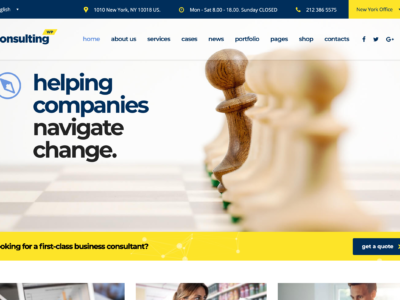 English
1010 New York, NY 10018 US.
Mon - Sat 8.00 - 18.00. Sunday CLOSED
212 386 5575
New York Office
onsulting
WP
home
about us
services
cases
news
portfolio
pages
shop
contacts
helping
companies
navigate
change.
oking for a first-class business consultant?
get a quote